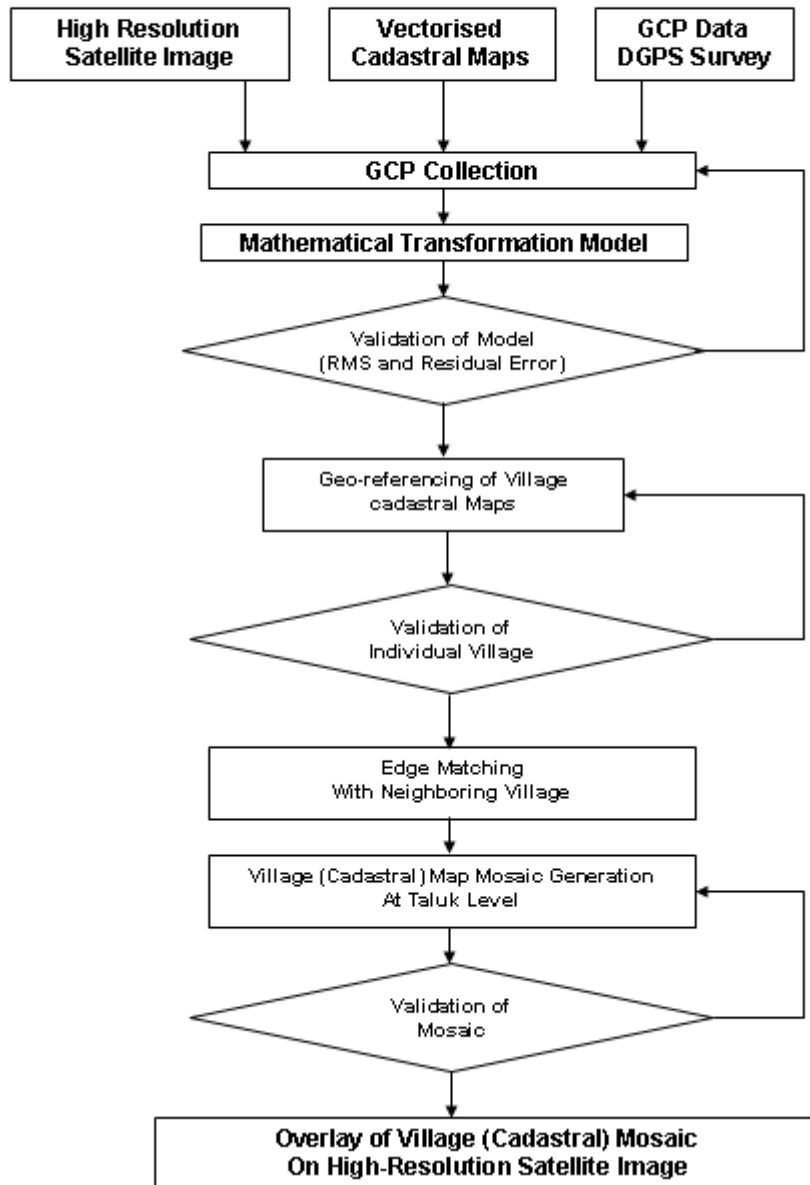 High Resolution
Satellite Image
Vectorised
Cadastral Maps
GCP Data
DGPS Survey
GCP Collection
Mathematical Transformation Model
Validation of Model
(RMS and Residual Error)
Geo-referencing of Village
cadastral Maps
Validation of
Individual Village
Edge Matching
With Neighboring Village
Village (Cadastral) Map Mosaic Generation
At Taluk Level
Validation of
Mosaic
Overlay of Village (Cadastral) Mosaic
On High-Resolution Satellite Image